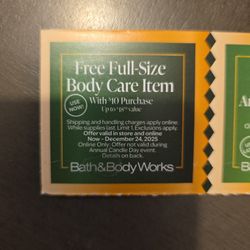 Free Full-Size
Body Care Item
USE
NOW!
With $10 Purchase
Shipping and handling charges apply online.
While supplies last. Limit 1. Exclusions apply.
Offer valid in store and online
Now – December 24, 2025
Online Only: Offer not valid during
Annual Candle Day event.
Details on back.
Bath&BodyWorks